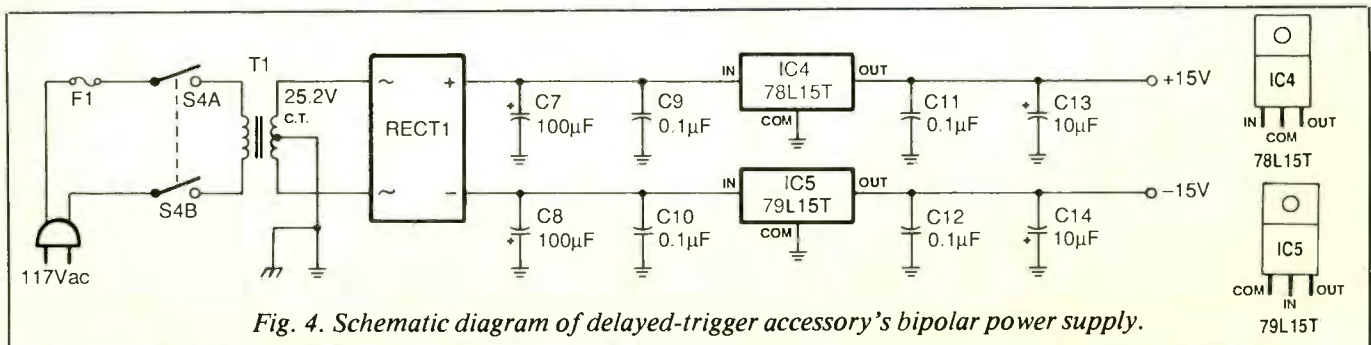 T1
F1
S4A
25.2V
C.T.
S4B
117Vac
~
~
+
−
RECT1
+
C7
100µF
C9
0.1µF
IN
IC4
78L15T
OUT
COM
C11
0.1µF
+
C13
10µF
+15V
+
C8
100µF
C10
0.1µF
IN
IC5
79L15T
OUT
COM
C12
0.1µF
+
C14
10µF
−15V
IC4
IN
COM
OUT
78L15T
IC5
COM
IN
OUT
79L15T
Fig. 4. Schematic diagram of delayed-trigger accessory's bipolar power supply.